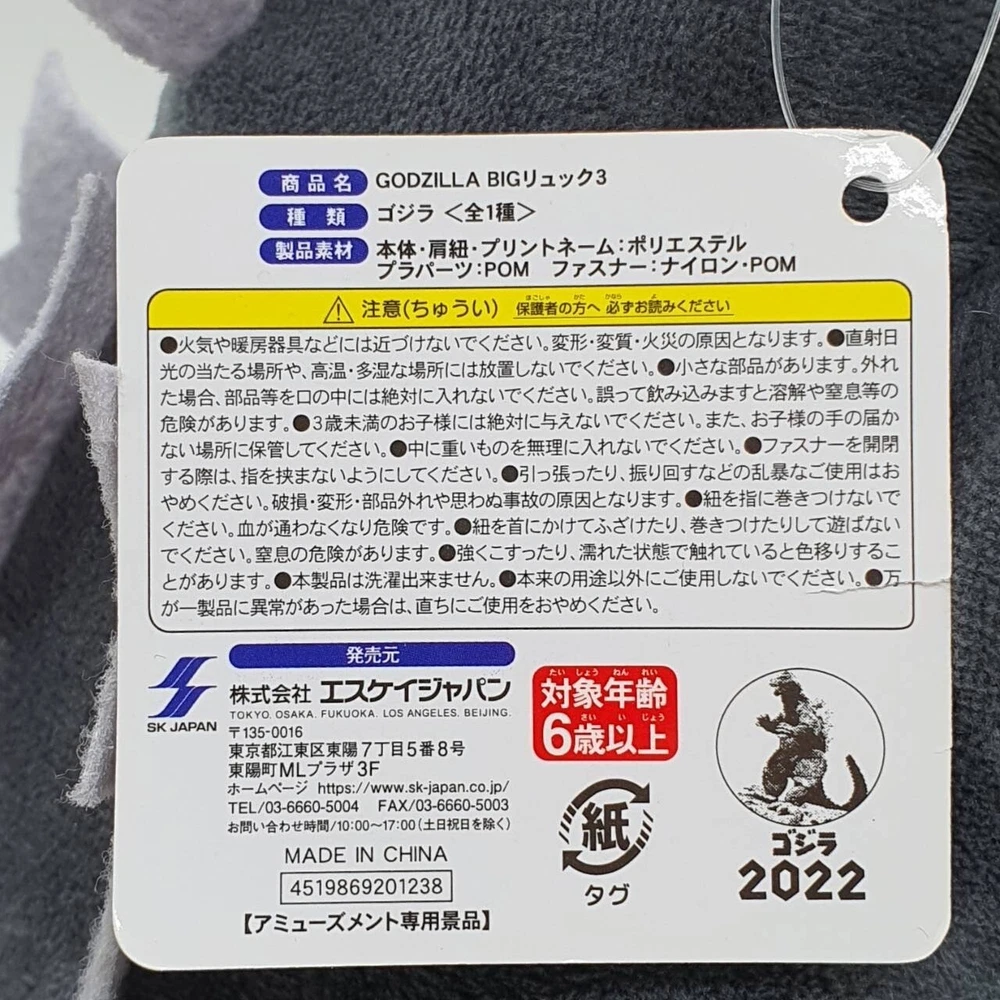 商品名 GODZILLA BIGリュック3
種類 ゴジラ <全1種>
製品素材 本体・肩紐・プリントネーム:ポリエステル
プラパーツ:POM ファスナー:ナイロン・POM
注意(ちゅうい) 保護者の方へ 必ずお読みください
ほごしゃ かた かなら よ
●火気や暖房器具などには近づけないでください。変形・変質・火災の原因となります。●直射日
光の当たる場所や、高温・多湿な場所には放置しないでください。●小さな部品があります。外れ
た場合、部品等を口の中には絶対に入れないでください。誤って飲み込みますと溶解や窒息等の
危険があります。●3歳未満のお子様には絶対に与えないでください。また、お子様の手の届か
ない場所に保管してください。●中に重いものを無理に入れないでください。●ファスナーを開閉
する際は、指を挟まないようにしてください。●引っ張ったり、振り回すなどの乱暴なご使用はお
やめください。破損・変形・部品外れや思わぬ事故の原因となります。●紐を指に巻きつけないで
ください。血が通わなくなり危険です。●紐を首にかけてふざけたり、巻きつけたりして遊ばない
でください。窒息の危険があります。●強くこすったり、濡れた状態で触れていると色移りするこ
とがあります。●本製品は洗濯出来ません。●本来の用途以外にご使用しないでください。●万
が一製品に異常があった場合は、直ちにご使用をおやめください。
発売元
SK JAPAN
株式会社 エスケイジャパン
TOKYO. OSAKA. FUKUOKA. LOS ANGELES. BEIJING.
〒135-0016
東京都江東区東陽7丁目5番8号
東陽町MLプラザ3F
ホームページ https://www.sk-japan.co.jp/
TEL/03-6660-5004 FAX/03-6660-5003
お問い合わせ時間/10:00〜17:00(土日祝日を除く)
MADE IN CHINA
4519869201238
【アミューズメント専用景品】
たい しょう ねん れい
対象年齢
さい い じょう
6歳以上
紙
タグ
ゴジラ
2022